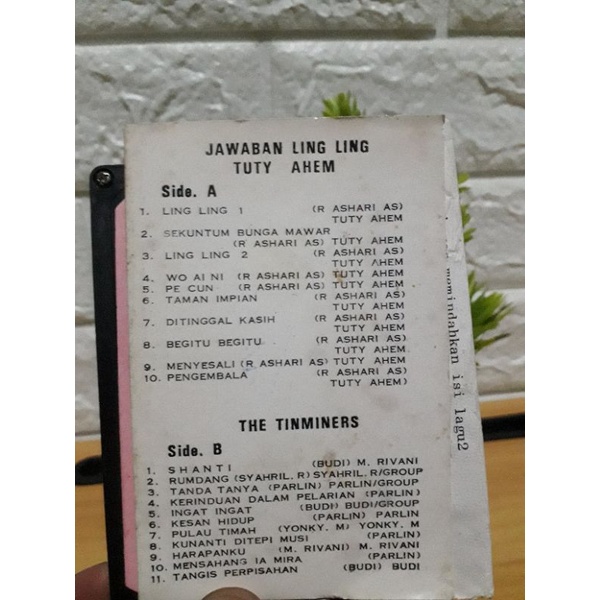 JAWABAN LING LING
TUTY AHEM
Side. A
1. LING LING 1 (R ASHARI AS)
TUTY AHEM
2. SEKUNTUM BUNGA MAWAR
(R ASHARI AS) TUTY AHEM
3. LING LING 2 (R ASHARI AS)
TUTY AHEM
4. WO AI NI (R ASHARI AS) TUTY AHEM
5. PE CUN (R ASHARI AS) TUTY AHEM
6. TAMAN IMPIAN (R ASHARI AS)
TUTY AHEM
7. DITINGGAL KASIH (R ASHARI AS)
TUTY AHEM
8. BEGITU BEGITU (R ASHARI AS)
TUTY AHEM
9. MENYESALI (R ASHARI AS) TUTY AHEM
10. PENGEMBALA (R ASHARI AS)
TUTY AHEM)
THE TINMINERS
Side. B
1. SHANTI (BUDI) M. RIVANI
2. RUMDANG (SYAHRIL, R) SYAHRIL, R/GROUP
3. TANDA TANYA (PARLIN) PARLIN/GROUP
4. KERINDUAN DALAM PELARIAN (PARLIN)
5. INGAT INGAT (BUDI) BUDI/GROUP
6. KESAN HIDUP (PARLIN) PARLIN
7. PULAU TIMAH (YONKY. M) YONKY. M
8. KUNANTI DITEPI MUSI (PARLIN)
9. HARAPANKU (M. RIVANI) M. RIVANI
10. MENSAHANG IA MIRA (PARLIN)
11. TANGIS PERPISAHAN (BUDI) BUDI
memindahkan isi lagu2